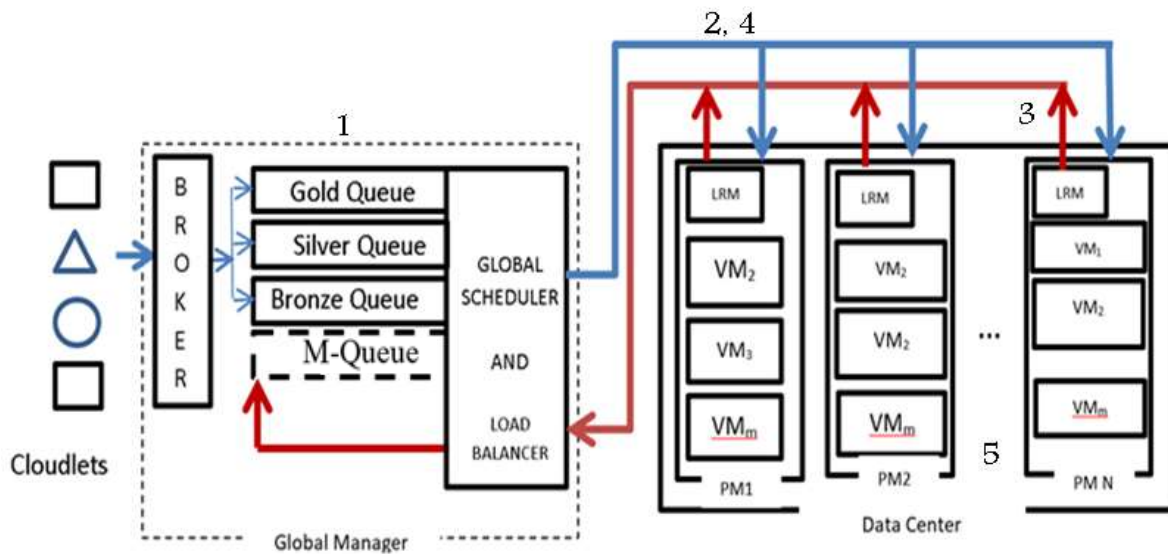 2, 4
1
3
B
R
O
K
E
R
Gold Queue
Silver Queue
Bronze Queue
M-Queue
GLOBAL
SCHEDULER
AND
LOAD
BALANCER
Cloudlets
Global Manager
LRM
VM₂
VM₃
VMₘ
PM1
LRM
VM₂
VM₂
VMₘ
PM2
...
5
LRM
VM₁
VM₂
VMₘ
PM N
Data Center